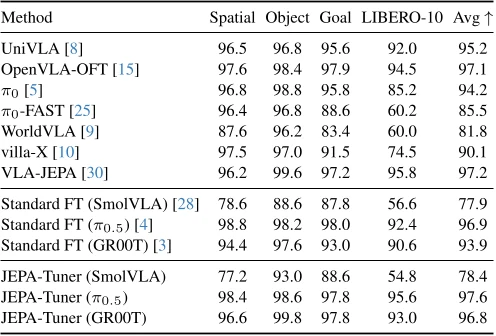 Method Spatial Object Goal LIBERO-10 Avg ↑
UniVLA [8] 96.5 96.8 95.6 92.0 95.2
OpenVLA-OFT [15] 97.6 98.4 97.9 94.5 97.1
π0 [5] 96.8 98.8 95.8 85.2 94.2
π0-FAST [25] 96.4 96.8 88.6 60.2 85.5
WorldVLA [9] 87.6 96.2 83.4 60.0 81.8
villa-X [10] 97.5 97.0 91.5 74.5 90.1
VLA-JEPA [30] 96.2 99.6 97.2 95.8 97.2
Standard FT (SmolVLA) [28] 78.6 88.6 87.8 56.6 77.9
Standard FT (π0.5) [4] 98.8 98.2 98.0 92.4 96.9
Standard FT (GR00T) [3] 94.4 97.6 93.0 90.6 93.9
JEPA-Tuner (SmolVLA) 77.2 93.0 88.6 54.8 78.4
JEPA-Tuner (π0.5) 98.4 98.6 97.8 95.6 97.6
JEPA-Tuner (GR00T) 96.6 99.8 97.8 93.0 96.8